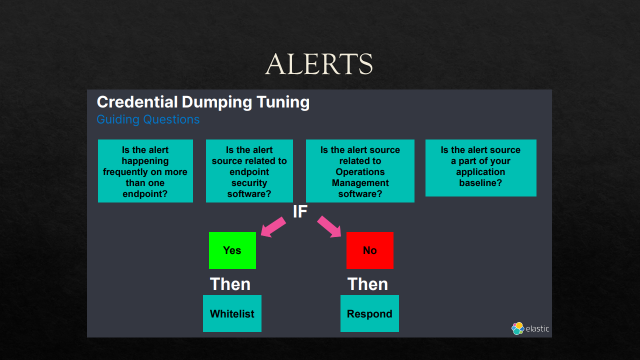 ALERTS
Credential Dumping Tuning
Guiding Questions
Is the alert
happening
frequently on more
than one
endpoint?
Is the alert
source related to
endpoint
security
software?
Is the alert source
related to
Operations
Management
software?
Is the alert source
a part of your
application
baseline?
IF
Yes
No
Then
Then
Whitelist
Respond
elastic